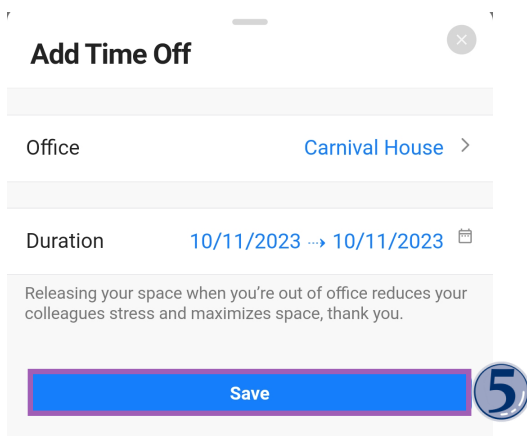 Add Time Off
Office Carnival House
Duration 10/11/2023 ⇢ 10/11/2023
Releasing your space when you're out of office reduces your
colleagues stress and maximizes space, thank you.
Save
5